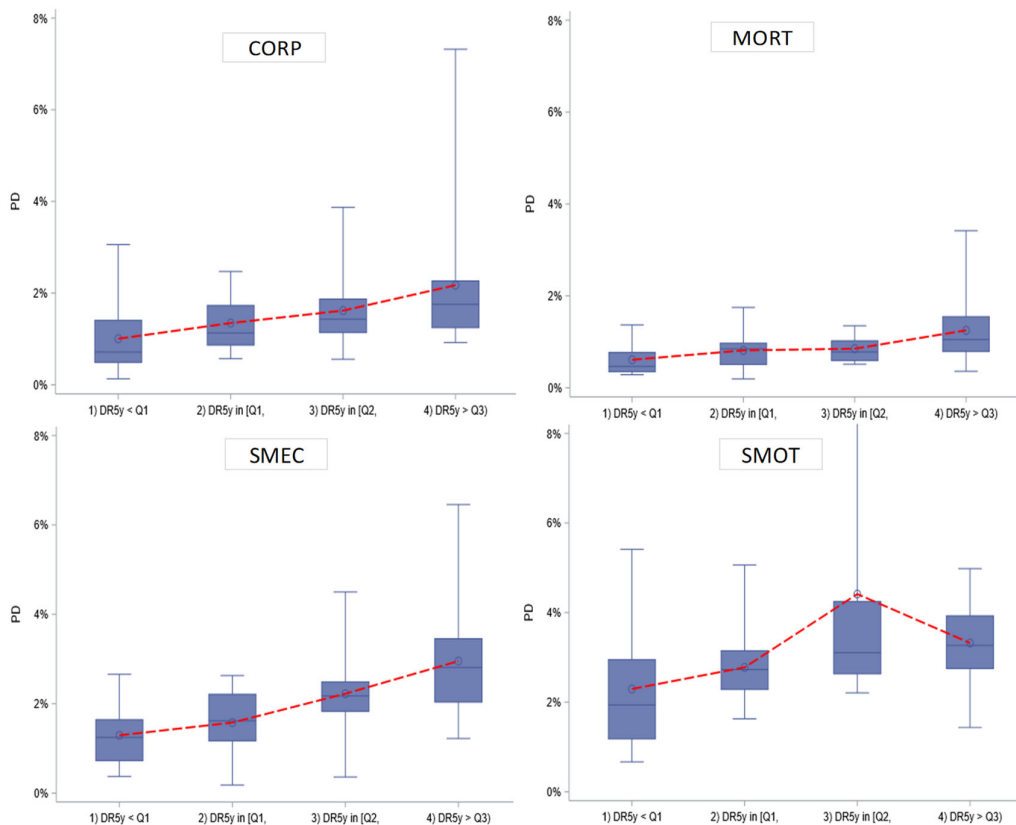 CORP
8%
6%
4%
2%
0%
PD
1) DR5y < Q1
2) DR5y in [Q1,
3) DR5y in [Q2,
4) DR5y > Q3)
MORT
8%
6%
4%
2%
0%
PD
1) DR5y < Q1
2) DR5y in [Q1,
3) DR5y in [Q2,
4) DR5y > Q3)
SMEC
8%
6%
4%
2%
0%
PD
1) DR5y < Q1
2) DR5y in [Q1,
3) DR5y in [Q2,
4) DR5y > Q3)
SMOT
8%
6%
4%
2%
0%
PD
1) DR5y < Q1
2) DR5y in [Q1,
3) DR5y in [Q2,
4) DR5y > Q3)